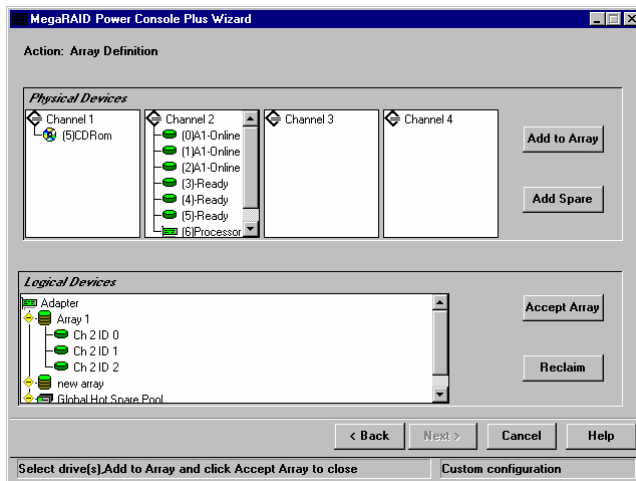 MegaRAID Power Console Plus Wizard
Action: Array Definition
Physical Devices
Channel 1
(5)CDRom
Channel 2
(0)A1-Online
(1)A1-Online
(2)A1-Online
(3)-Ready
(4)-Ready
(5)-Ready
(6)Processor
Channel 3
Channel 4
Add to Array
Add Spare
Logical Devices
Adapter
Array 1
Ch 2 ID 0
Ch 2 ID 1
Ch 2 ID 2
new array
Global Hot Spare Pool
Accept Array
Reclaim
< Back
Next >
Cancel
Help
Select drive(s),Add to Array and click Accept Array to close
Custom configuration